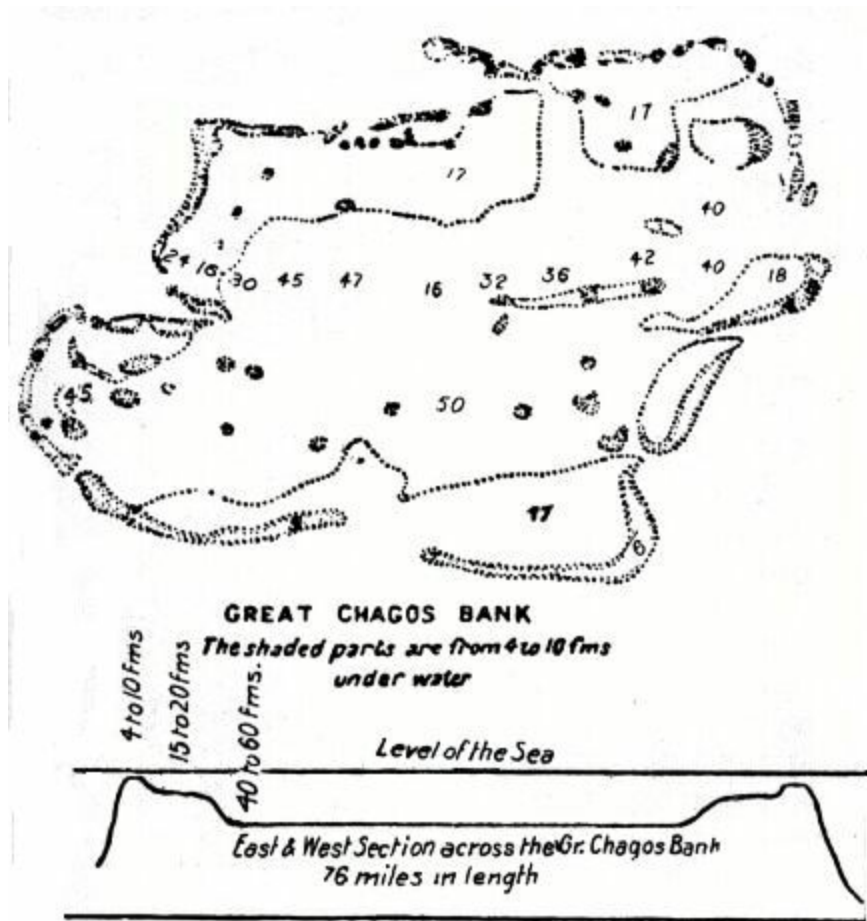 17
17
40
24 16 30 45 47 16 32 36 42 40 18
45
50
17
6
GREAT CHAGOS BANK
The shaded parts are from 4 to 10 fms
under water
4 to 10 fms
15 to 20 fms
40 to 60 fms.
Level of the Sea
East & West Section across the Gr. Chagos Bank
76 miles in length